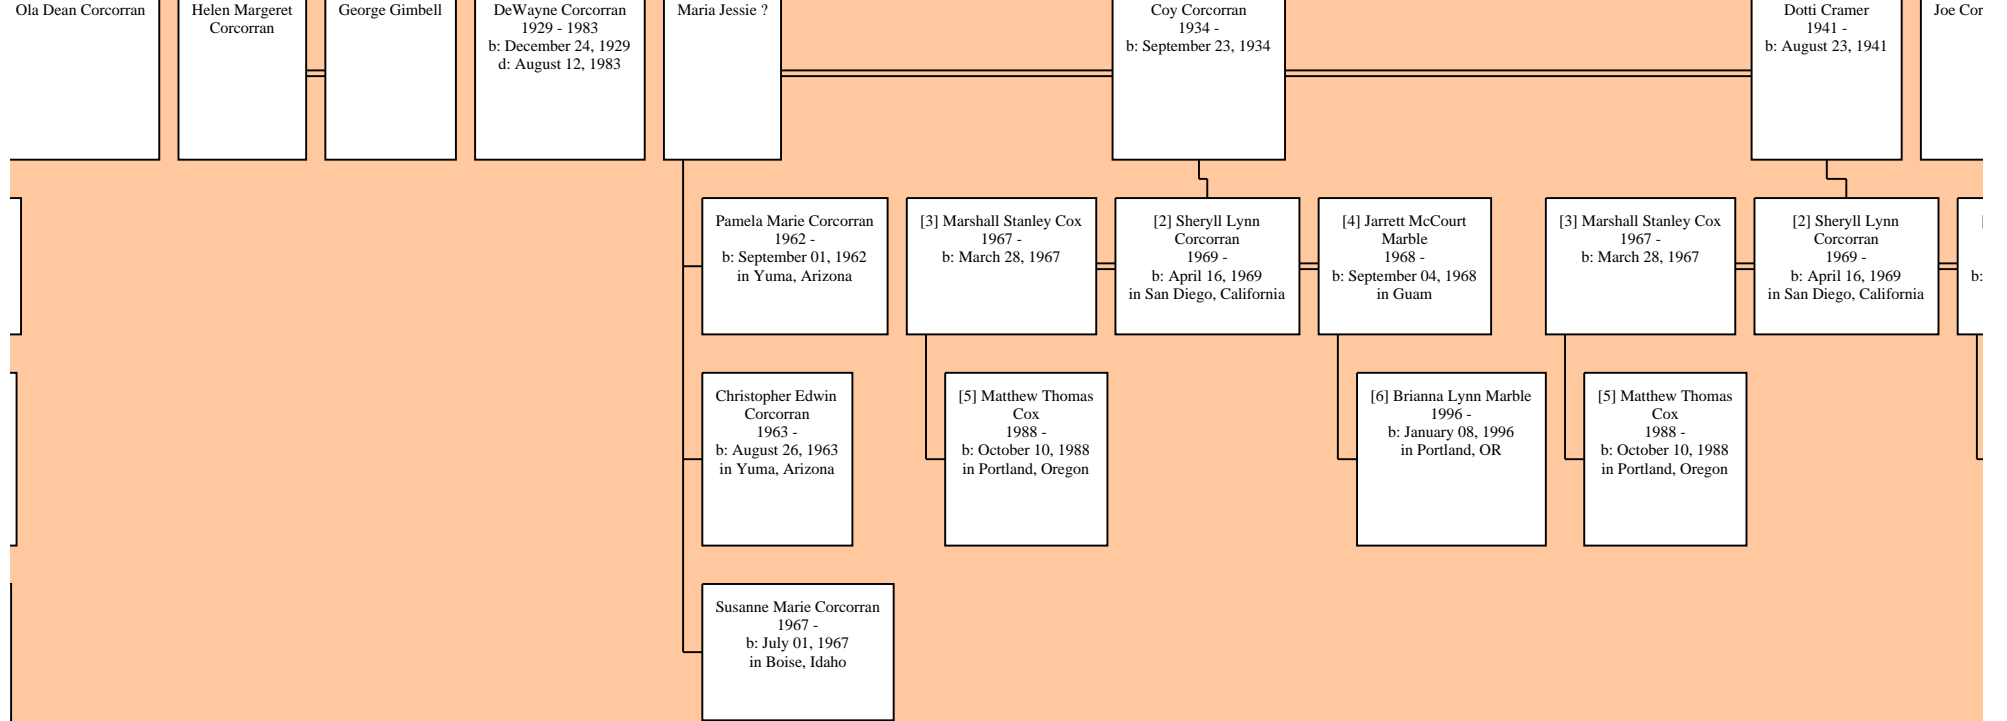 Ola Dean Corcorran
Helen Margeret
Corcorran
George Gimbell
DeWayne Corcorran
1929 - 1983
b: December 24, 1929
d: August 12, 1983
Maria Jessie ?
Coy Corcorran
1934 -
b: September 23, 1934
Dotti Cramer
1941 -
b: August 23, 1941
Joe Cor
Pamela Marie Corcorran
1962 -
b: September 01, 1962
in Yuma, Arizona
[3] Marshall Stanley Cox
1967 -
b: March 28, 1967
[2] Sheryll Lynn
Corcorran
1969 -
b: April 16, 1969
in San Diego, California
[4] Jarrett McCourt
Marble
1968 -
b: September 04, 1968
in Guam
[3] Marshall Stanley Cox
1967 -
b: March 28, 1967
[2] Sheryll Lynn
Corcorran
1969 -
b: April 16, 1969
in San Diego, California
[
b:
Christopher Edwin
Corcorran
1963 -
b: August 26, 1963
in Yuma, Arizona
[5] Matthew Thomas
Cox
1988 -
b: October 10, 1988
in Portland, Oregon
[6] Brianna Lynn Marble
1996 -
b: January 08, 1996
in Portland, OR
[5] Matthew Thomas
Cox
1988 -
b: October 10, 1988
in Portland, Oregon
Susanne Marie Corcorran
1967 -
b: July 01, 1967
in Boise, Idaho